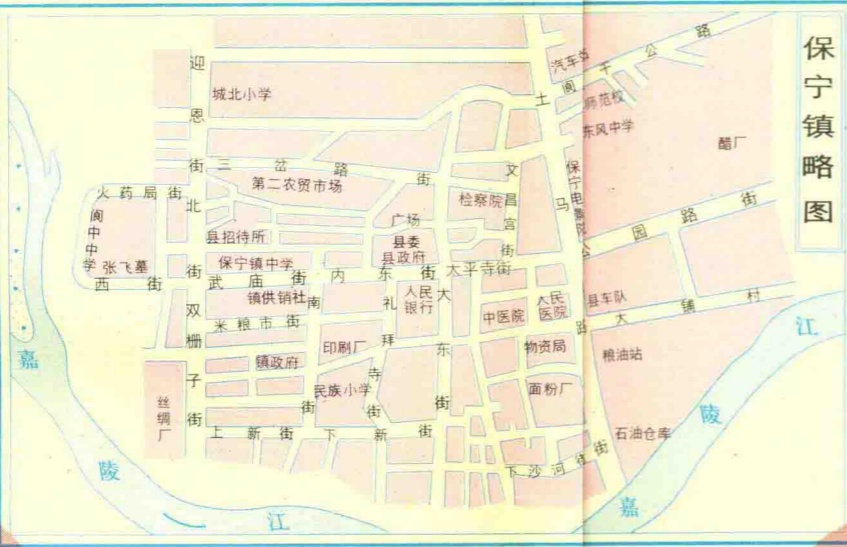 保宁镇略图
迎恩街
城北小学
三岔路街
火药局街
第二农贸市场
北街
阆中中学
张飞墓
县招待所
广场
县委
县政府
检察院
文昌宫街
保宁电影院
汽车站
阆千公路
师范校
东风中学
醋厂
公园路街
保宁镇中学
西街
武庙街
内东街
太平寺街
双栅子街
镇供销社
南街
米粮市街
礼拜寺街
人民
银行
大东街
中医院
人民
医院
县车队
大铺村
物资局
粮油站
印刷厂
镇政府
民族小学
面粉厂
丝绸厂
上新街
下新街
石油仓库
下沙河街
嘉陵江
嘉陵江